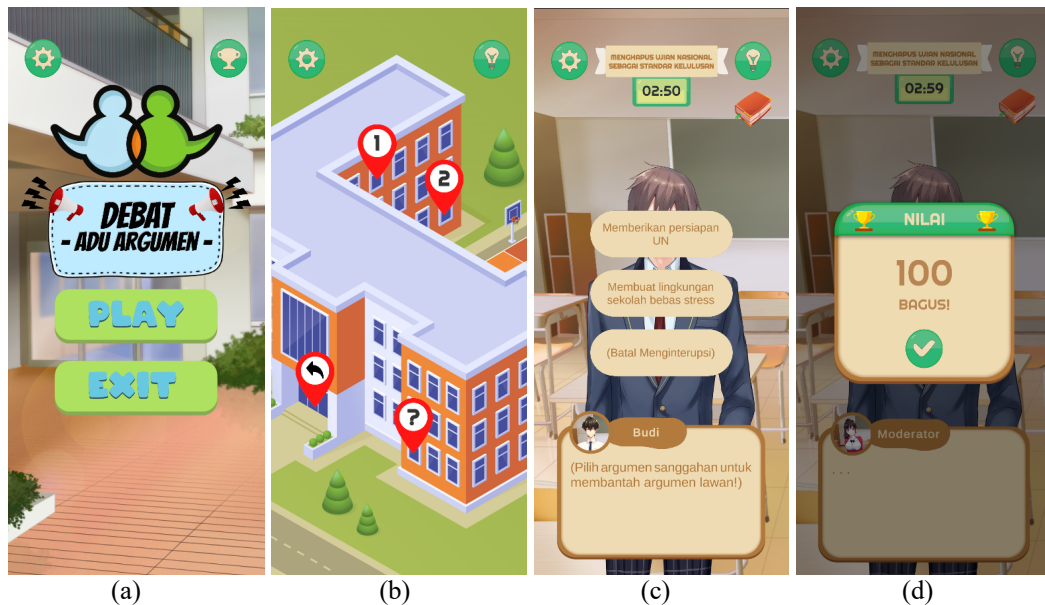 DEBAT
- ADU ARGUMEN -
PLAY
EXIT
(a)
1
2
?
(b)
MENGHAPUS UJIAN NASIONAL
SEBAGAI STANDAR KELULUSAN
02:50
Memberikan persiapan
UN
Membuat lingkungan
sekolah bebas stress
(Batal Menginterupsi)
Budi
(Pilih argumen sanggahan untuk
membantah argumen lawan!)
(c)
MENGHAPUS UJIAN NASIONAL
SEBAGAI STANDAR KELULUSAN
02:59
NILAI
100
BAGUS!
Moderator
. . .
(d)